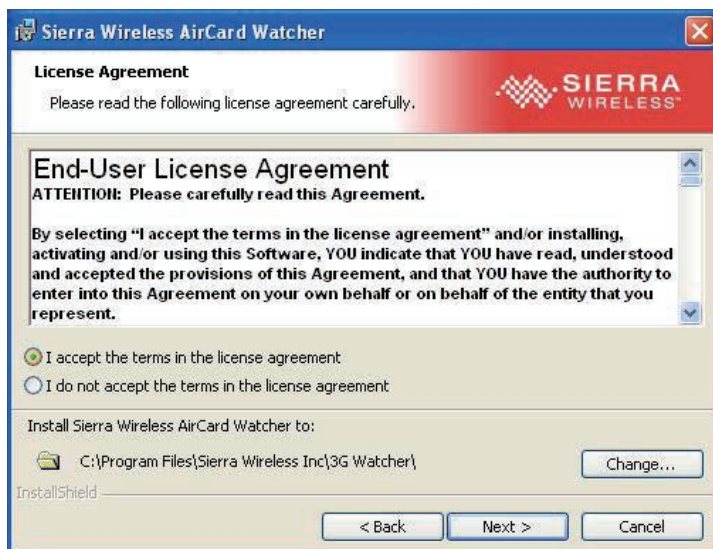 Sierra Wireless AirCard Watcher
License Agreement
Please read the following license agreement carefully.
SIERRA
WIRELESS™
End-User License Agreement
ATTENTION: Please carefully read this Agreement.
By selecting “I accept the terms in the license agreement” and/or installing,
activating and/or using this Software, YOU indicate that YOU have read, understood
and accepted the provisions of this Agreement, and that YOU have the authority to
enter into this Agreement on your own behalf or on behalf of the entity that you
represent.
I accept the terms in the license agreement
I do not accept the terms in the license agreement
Install Sierra Wireless AirCard Watcher to:
C:\Program Files\Sierra Wireless Inc\3G Watcher\
Change...
InstallShield
< Back
Next >
Cancel